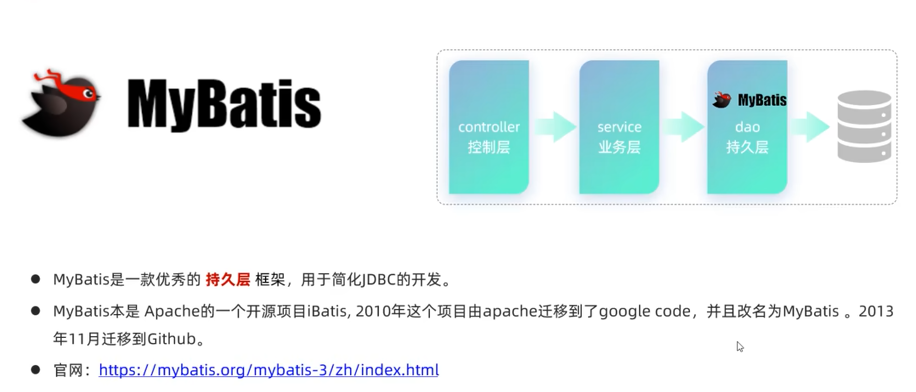 MyBatis
controller
控制层
service
业务层
MyBatis
dao
持久层
MyBatis是一款优秀的 持久层 框架，用于简化JDBC的开发。
MyBatis本是 Apache的一个开源项目iBatis, 2010年这个项目由apache迁移到了google code，并且改名为MyBatis 。2013
年11月迁移到Github。
官网：https://mybatis.org/mybatis-3/zh/index.html